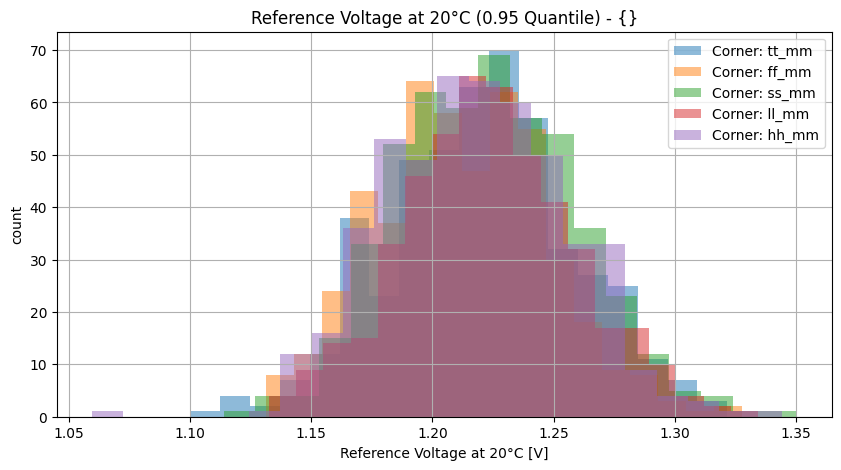 Reference Voltage at 20°C (0.95 Quantile) - {}
70
60
50
40
30
20
10
0
count
Corner: tt_mm
Corner: ff_mm
Corner: ss_mm
Corner: ll_mm
Corner: hh_mm
1.05 1.10 1.15 1.20 1.25 1.30 1.35
Reference Voltage at 20°C [V]